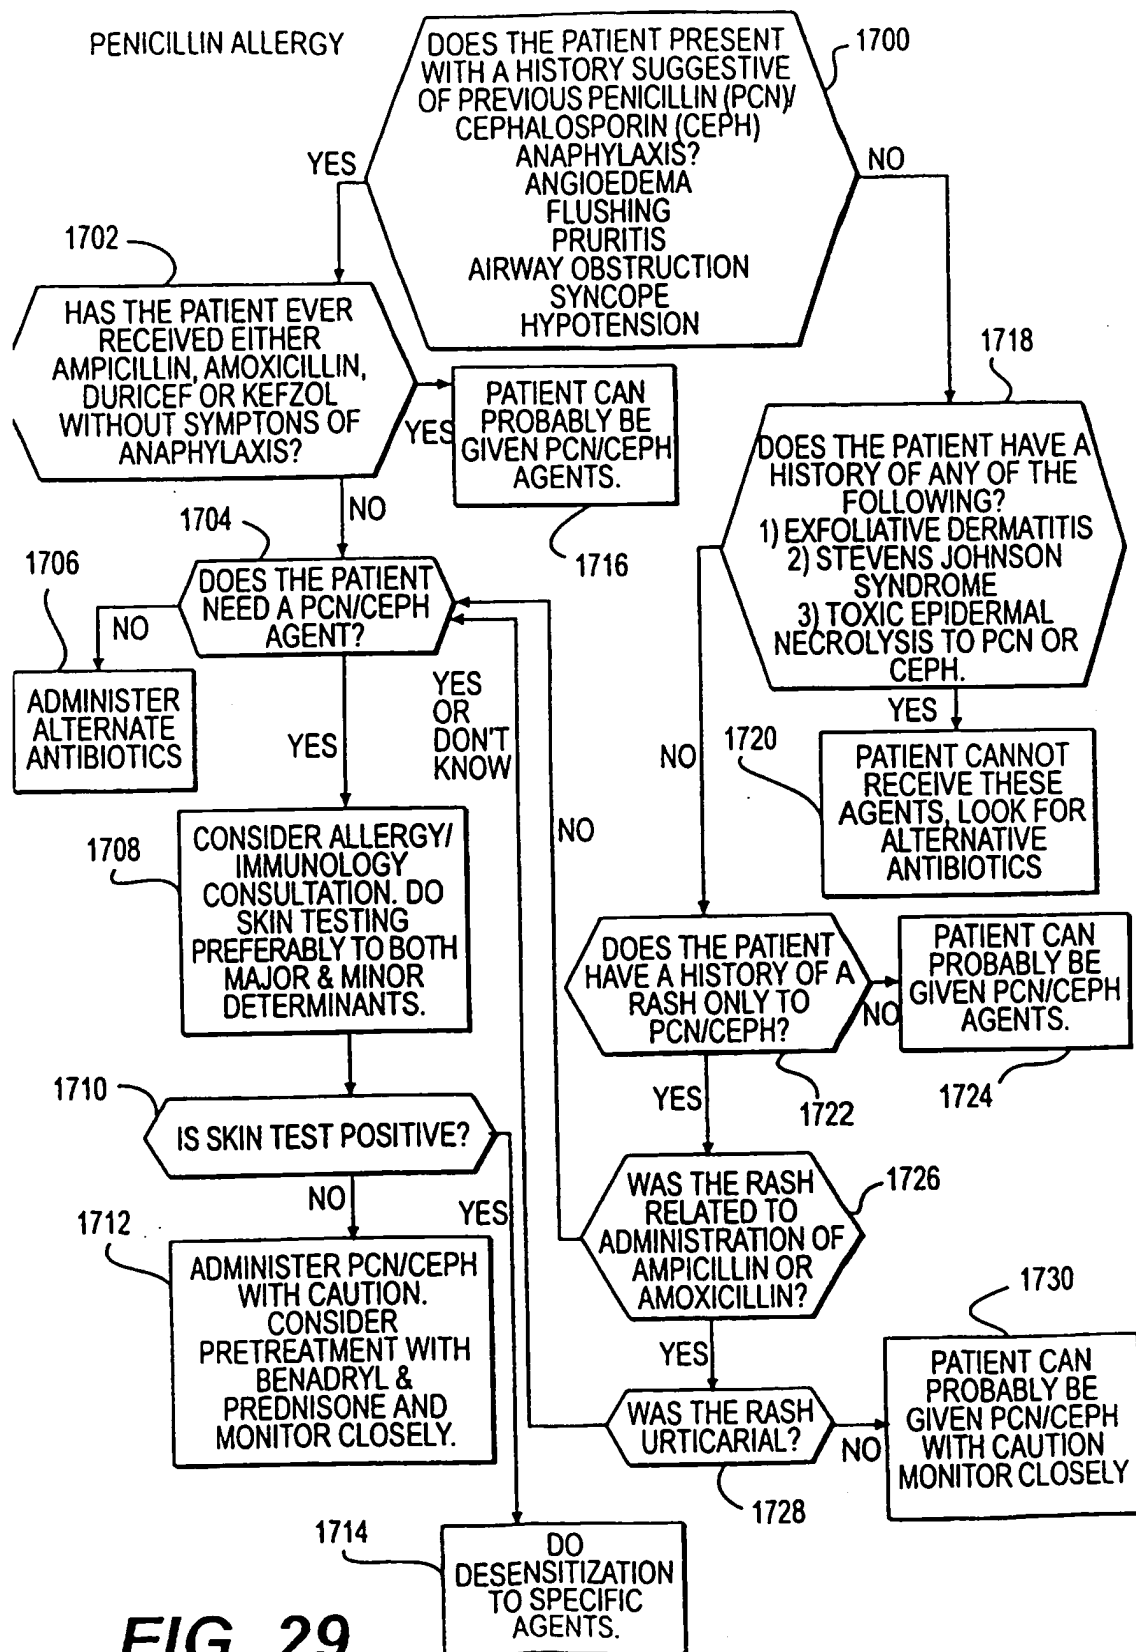 PENICILLIN ALLERGY
DOES THE PATIENT PRESENT
WITH A HISTORY SUGGESTIVE
OF PREVIOUS PENICILLIN (PCN)/
CEPHALOSPORIN (CEPH)
ANAPHYLAXIS?
ANGIOEDEMA
FLUSHING
PRURITIS
AIRWAY OBSTRUCTION
SYNCOPE
HYPOTENSION
1700
YES
NO
1702
HAS THE PATIENT EVER
RECEIVED EITHER
AMPICILLIN, AMOXICILLIN,
DURICEF OR KEFZOL
WITHOUT SYMPTONS OF
ANAPHYLAXIS?
YES
PATIENT CAN
PROBABLY BE
GIVEN PCN/CEPH
AGENTS.
1716
NO
1718
DOES THE PATIENT HAVE A
HISTORY OF ANY OF THE
FOLLOWING?
1) EXFOLIATIVE DERMATITIS
2) STEVENS JOHNSON
SYNDROME
3) TOXIC EPIDERMAL
NECROLYSIS TO PCN OR
CEPH.
1704
DOES THE PATIENT
NEED A PCN/CEPH
AGENT?
1706
NO
ADMINISTER
ALTERNATE
ANTIBIOTICS
YES
YES
OR
DON'T
KNOW
NO
NO
YES
1720
PATIENT CANNOT
RECEIVE THESE
AGENTS, LOOK FOR
ALTERNATIVE
ANTIBIOTICS
1708
CONSIDER ALLERGY/
IMMUNOLOGY
CONSULTATION. DO
SKIN TESTING
PREFERABLY TO BOTH
MAJOR & MINOR
DETERMINANTS.
DOES THE PATIENT
HAVE A HISTORY OF A
RASH ONLY TO
PCN/CEPH?
1722
NO
PATIENT CAN
PROBABLY BE
GIVEN PCN/CEPH
AGENTS.
1724
YES
1710
IS SKIN TEST POSITIVE?
NO
YES
WAS THE RASH
RELATED TO
ADMINISTRATION OF
AMPICILLIN OR
AMOXICILLIN?
1726
1712
ADMINISTER PCN/CEPH
WITH CAUTION.
CONSIDER
PRETREATMENT WITH
BENADRYL &
PREDNISONE AND
MONITOR CLOSELY.
YES
WAS THE RASH
URTICARIAL?
1728
NO
1730
PATIENT CAN
PROBABLY BE
GIVEN PCN/CEPH
WITH CAUTION
MONITOR CLOSELY
1714
DO
DESENSITIZATION
TO SPECIFIC
AGENTS.
FIG. 29